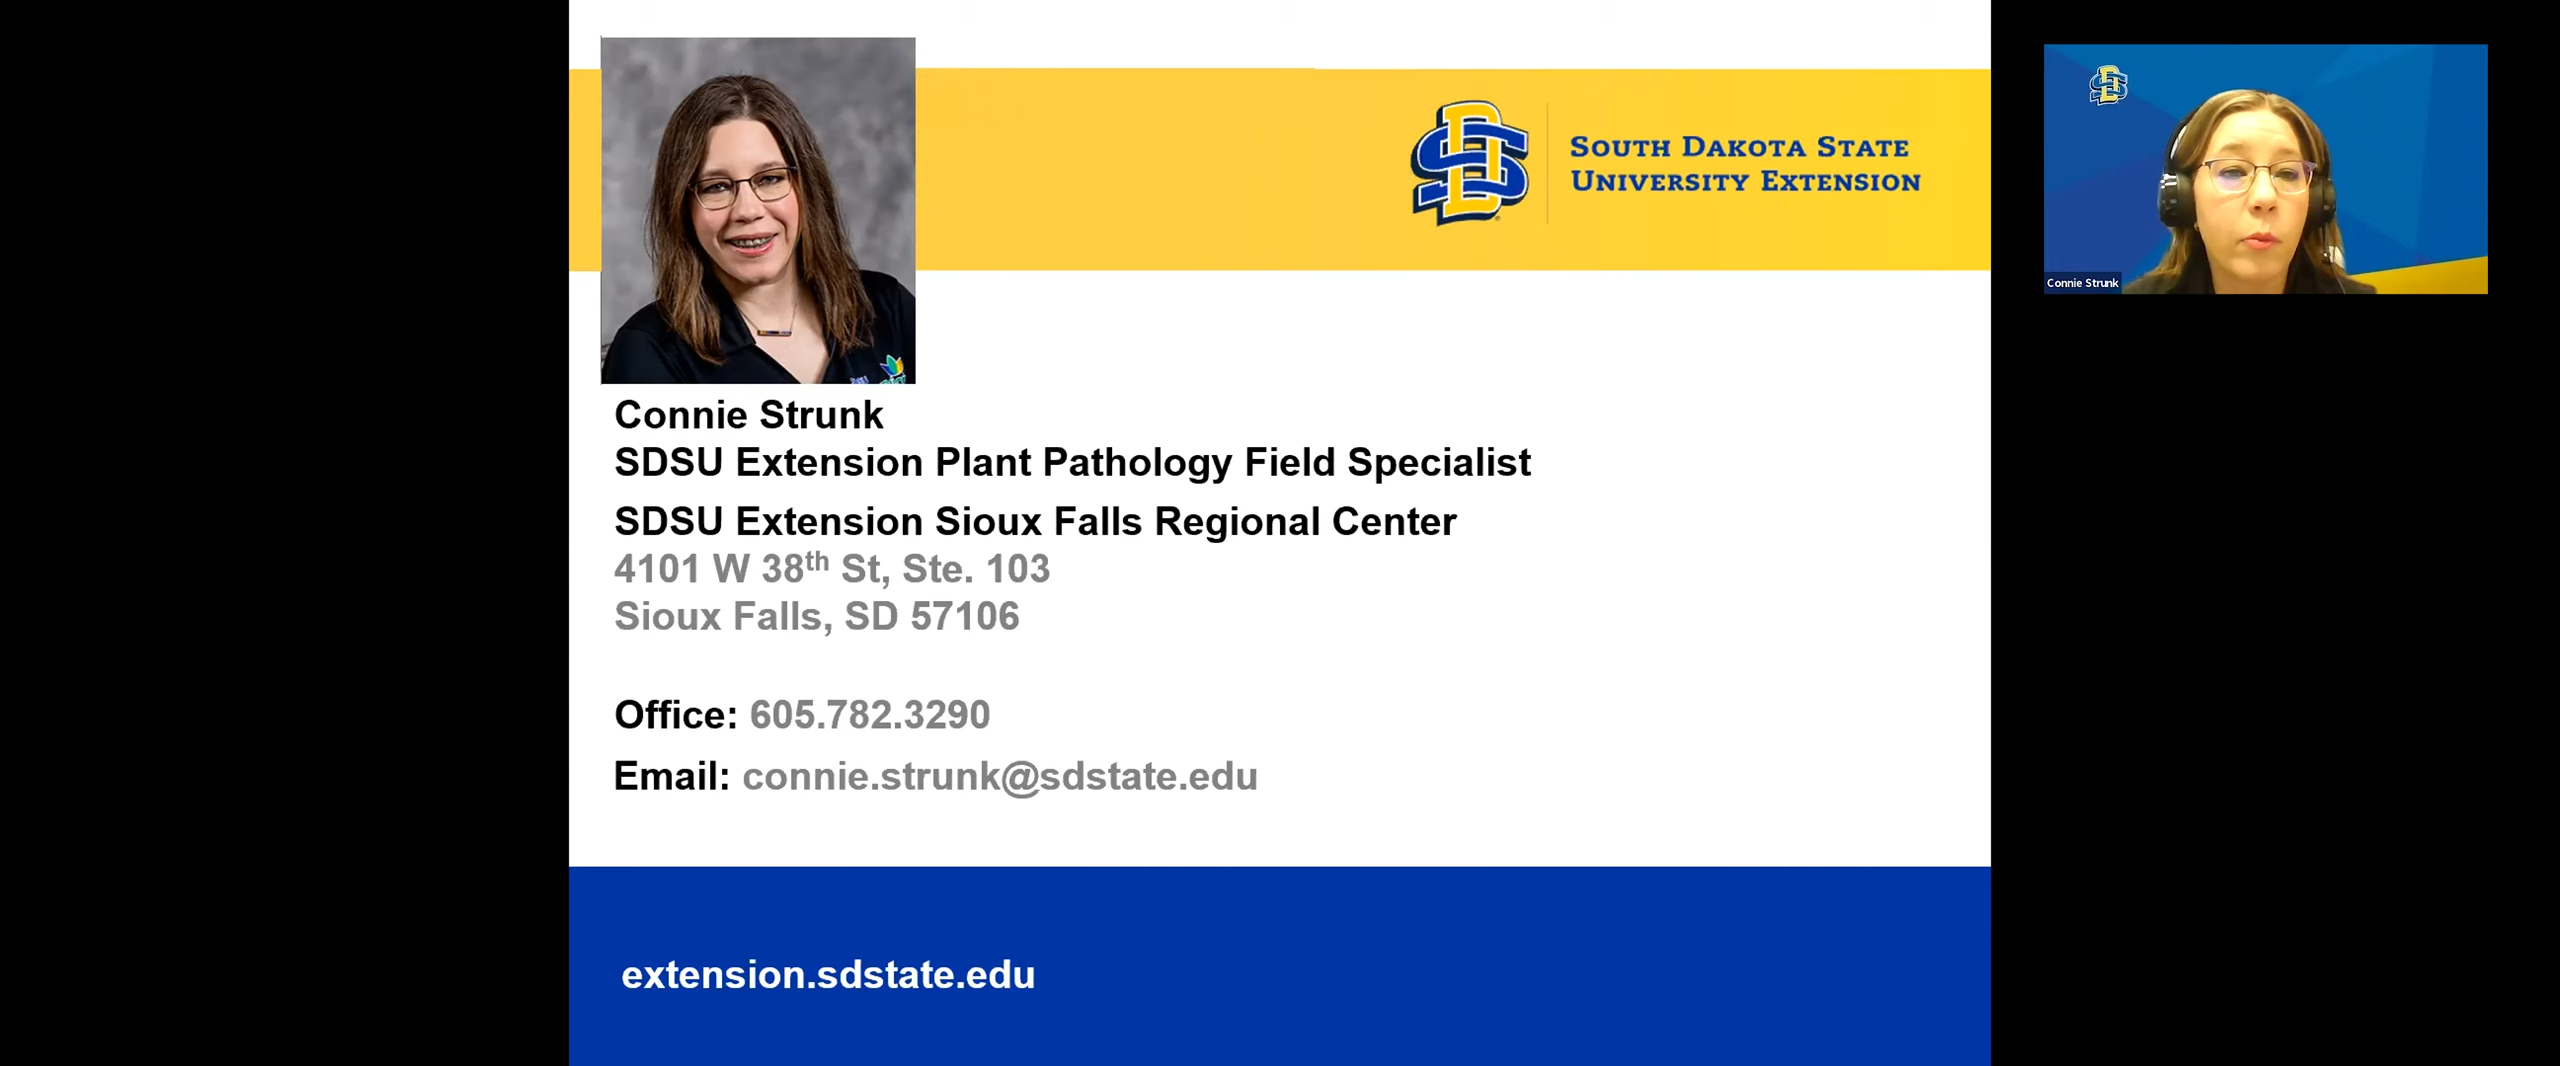 SOUTH DAKOTA STATE
UNIVERSITY EXTENSION
Connie Strunk
Connie Strunk
SDSU Extension Plant Pathology Field Specialist
SDSU Extension Sioux Falls Regional Center
4101 W 38th St, Ste. 103
Sioux Falls, SD 57106
Office: 605.782.3290
Email: connie.strunk@sdstate.edu
extension.sdstate.edu